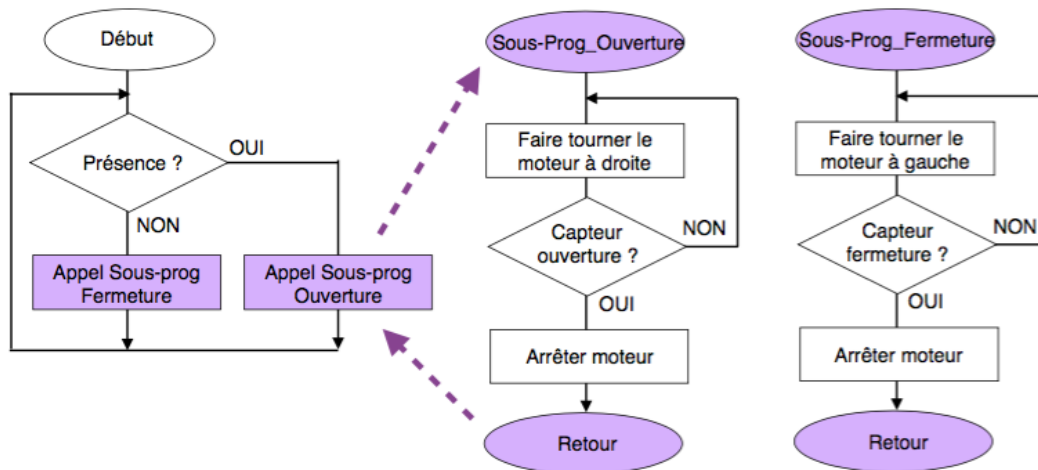 Début
Présence ?
OUI
NON
Appel Sous-prog
Fermeture
Appel Sous-prog
Ouverture
Sous-Prog_Ouverture
Faire tourner le
moteur à droite
Capteur
ouverture ?
NON
OUI
Arrêter moteur
Retour
Sous-Prog_Fermeture
Faire tourner le
moteur à gauche
Capteur
fermeture ?
NON
OUI
Arrêter moteur
Retour